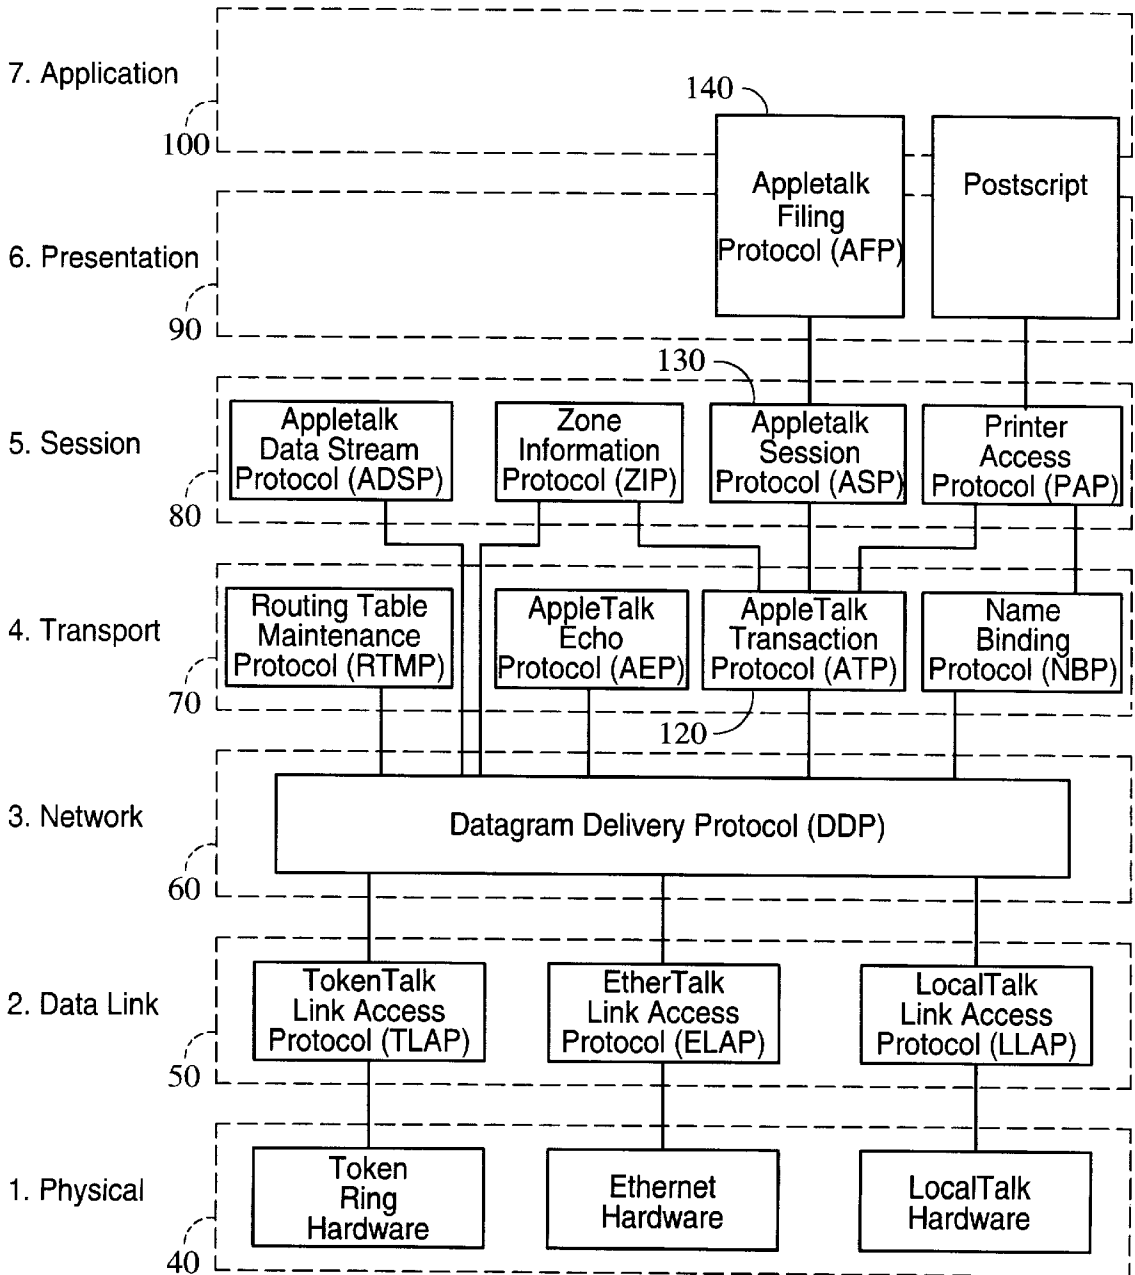 7. Application
100
140
Appletalk
Filing
Protocol (AFP)
Postscript
6. Presentation
90
130
5. Session
80
Appletalk
Data Stream
Protocol (ADSP)
Zone
Information
Protocol (ZIP)
Appletalk
Session
Protocol (ASP)
Printer
Access
Protocol (PAP)
4. Transport
70
Routing Table
Maintenance
Protocol (RTMP)
AppleTalk
Echo
Protocol (AEP)
AppleTalk
Transaction
Protocol (ATP)
Name
Binding
Protocol (NBP)
120
3. Network
60
Datagram Delivery Protocol (DDP)
2. Data Link
50
TokenTalk
Link Access
Protocol (TLAP)
EtherTalk
Link Access
Protocol (ELAP)
LocalTalk
Link Access
Protocol (LLAP)
1. Physical
40
Token
Ring
Hardware
Ethernet
Hardware
LocalTalk
Hardware